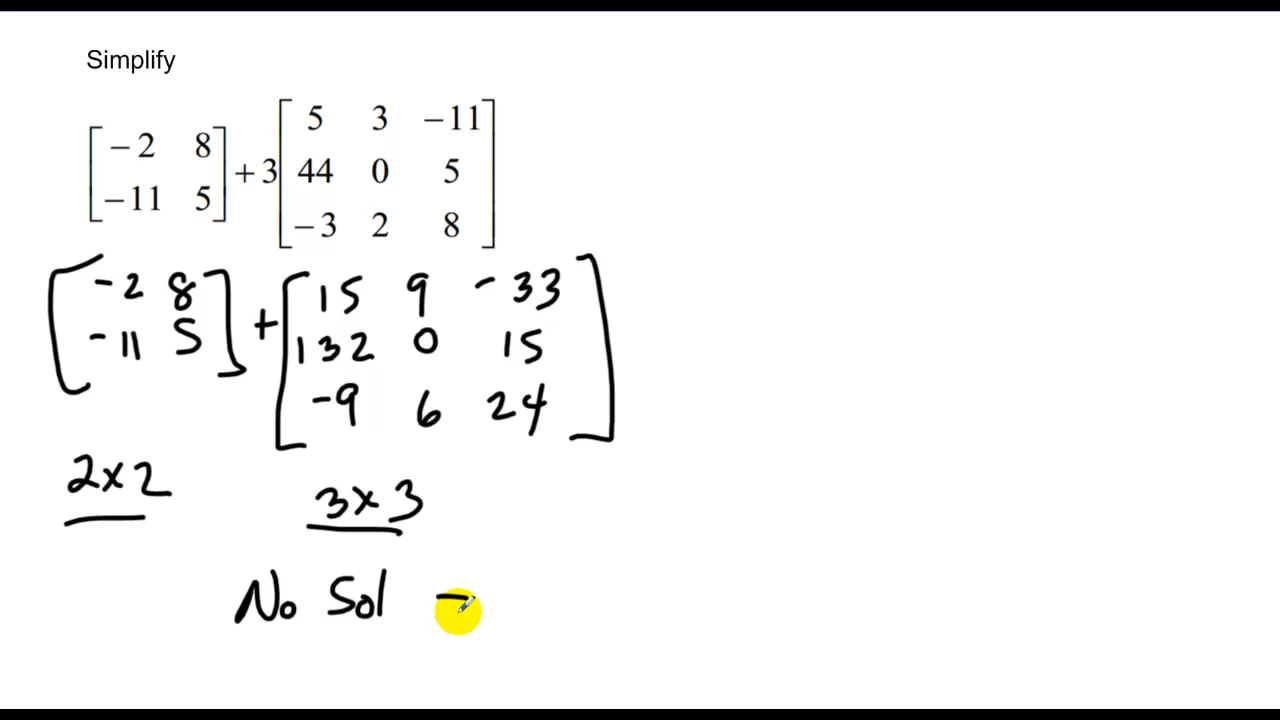 Simplify
[-2 8; -11 5] + 3 [5 3 -11; 44 0 5; -3 2 8]
[-2 8; -11 5] + [15 9 -33; 132 0 15; -9 6 24]
2x2 3x3
No Sol